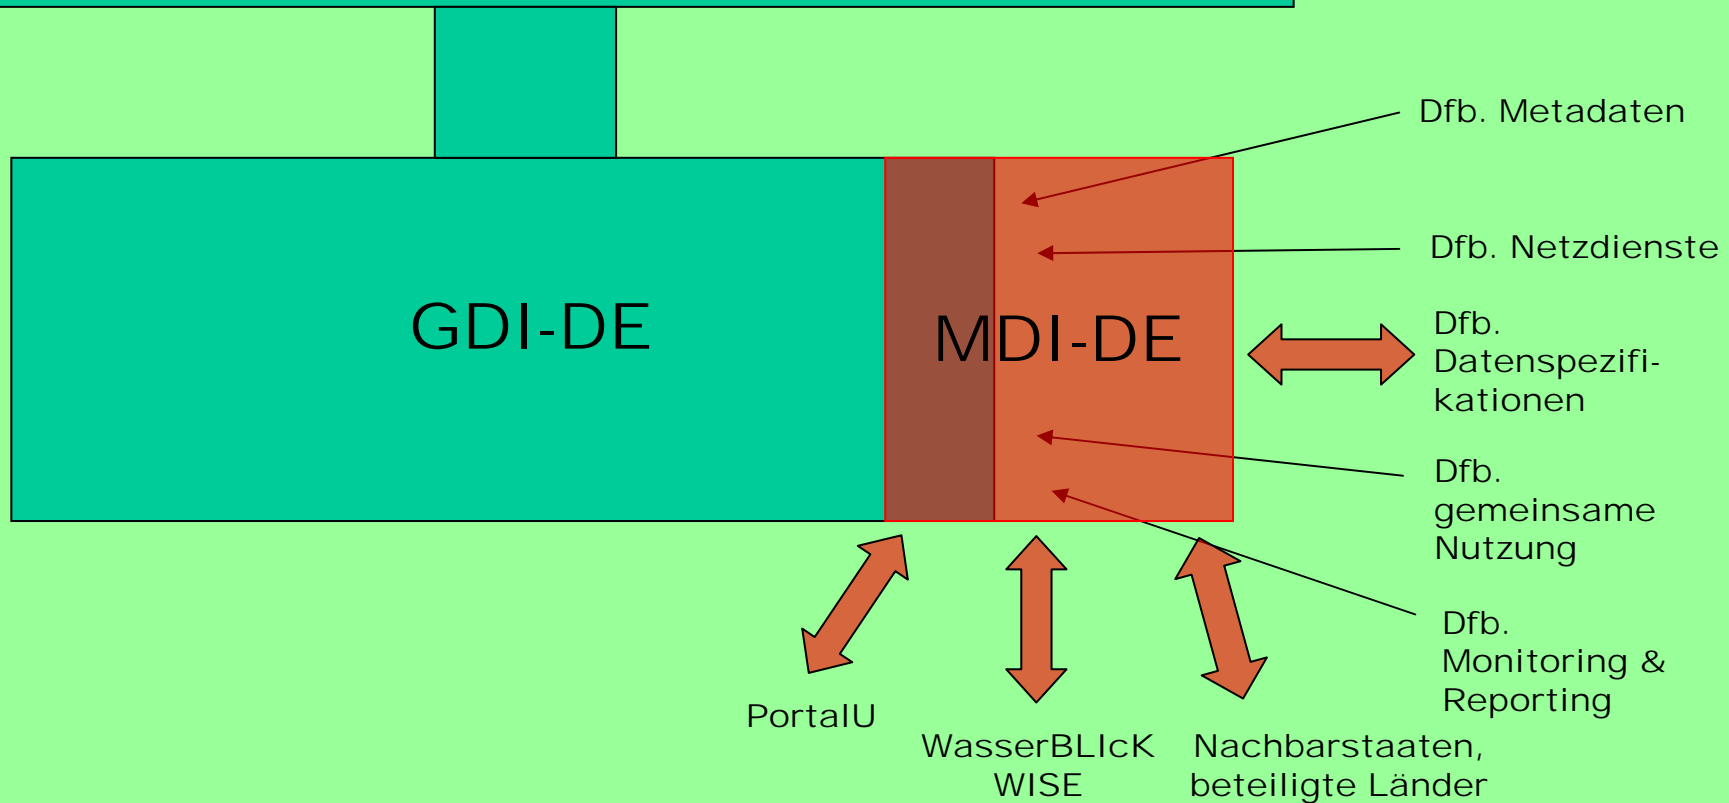 Dfb. Metadaten
Dfb. Netzdienste
GDI-DE
MDI-DE
Dfb.
Datenspezifi-
kationen
Dfb.
gemeinsame
Nutzung
Dfb.
Monitoring &
Reporting
PortalU
WasserBLIcK
WISE
Nachbarstaaten,
beteiligte Länder